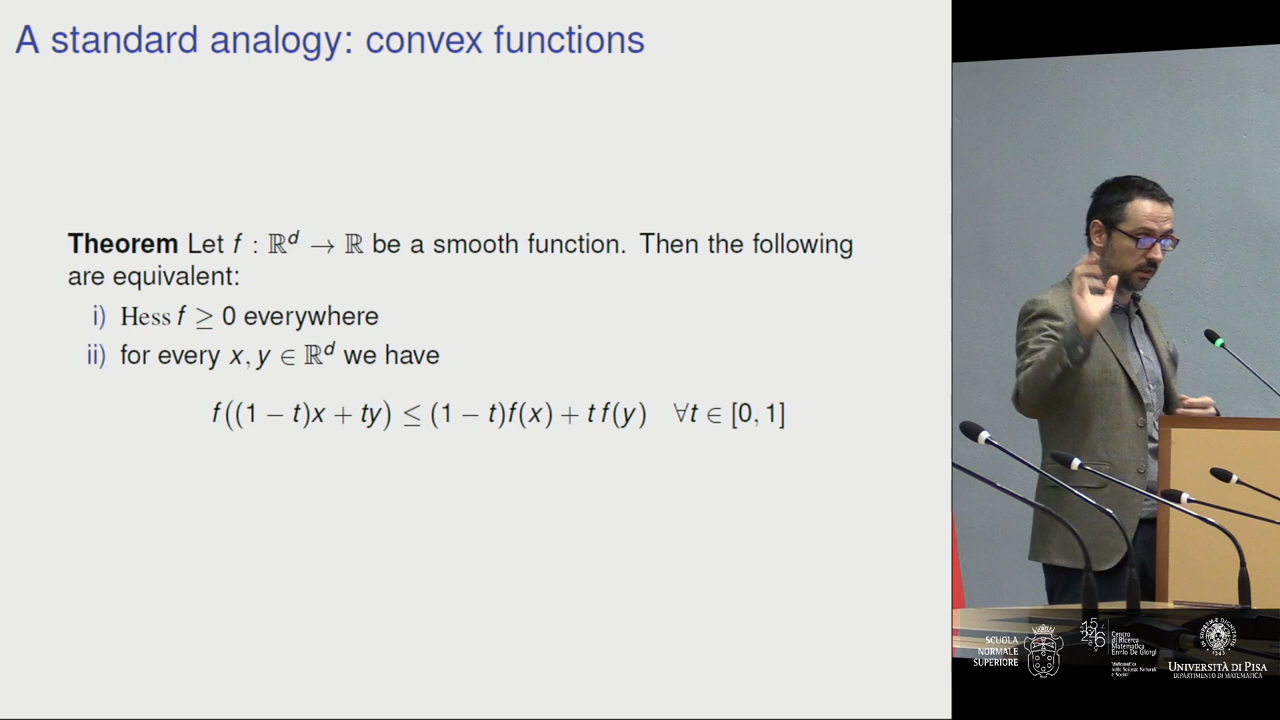 A standard analogy: convex functions
Theorem Let f : ℝᵈ → ℝ be a smooth function. Then the following
are equivalent:
i) Hess f ≥ 0 everywhere
ii) for every x, y ∈ ℝᵈ we have
f((1 − t)x + ty) ≤ (1 − t)f(x) + t f(y) ∀t ∈ [0, 1]
SCUOLA
NORMALE
SUPERIORE
Centro
di Ricerca
Matematica
Ennio De Giorgi
UNIVERSITÀ DI PISA
DIPARTIMENTO DI MATEMATICA